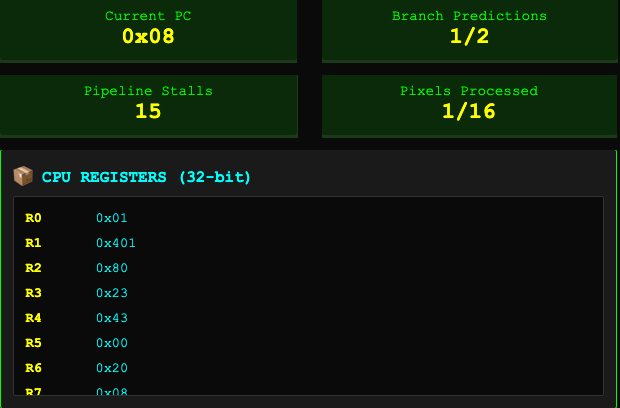 Current PC
0x08
Branch Predictions
1/2
Pipeline Stalls
15
Pixels Processed
1/16
CPU REGISTERS (32-bit)
R0 0x01
R1 0x401
R2 0x80
R3 0x23
R4 0x43
R5 0x00
R6 0x20
R7 0x08